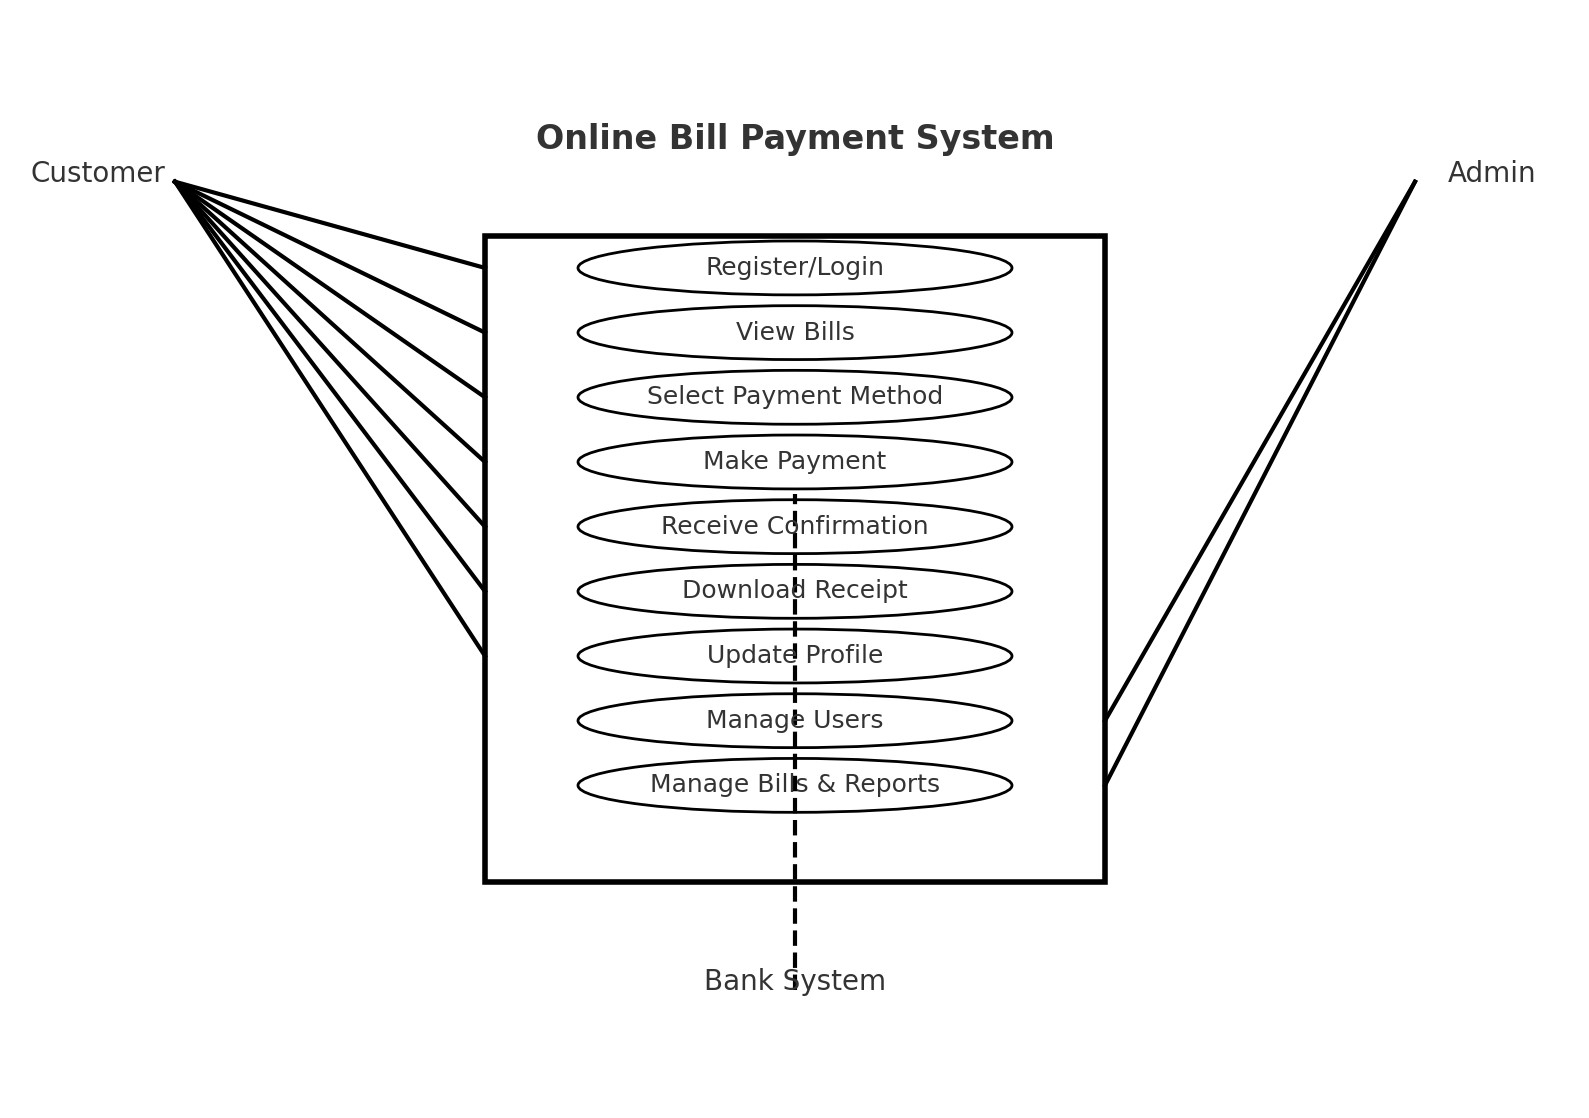 Online Bill Payment System
Customer
Admin
Register/Login
View Bills
Select Payment Method
Make Payment
Receive Confirmation
Download Receipt
Update Profile
Manage Users
Manage Bills & Reports
Bank System